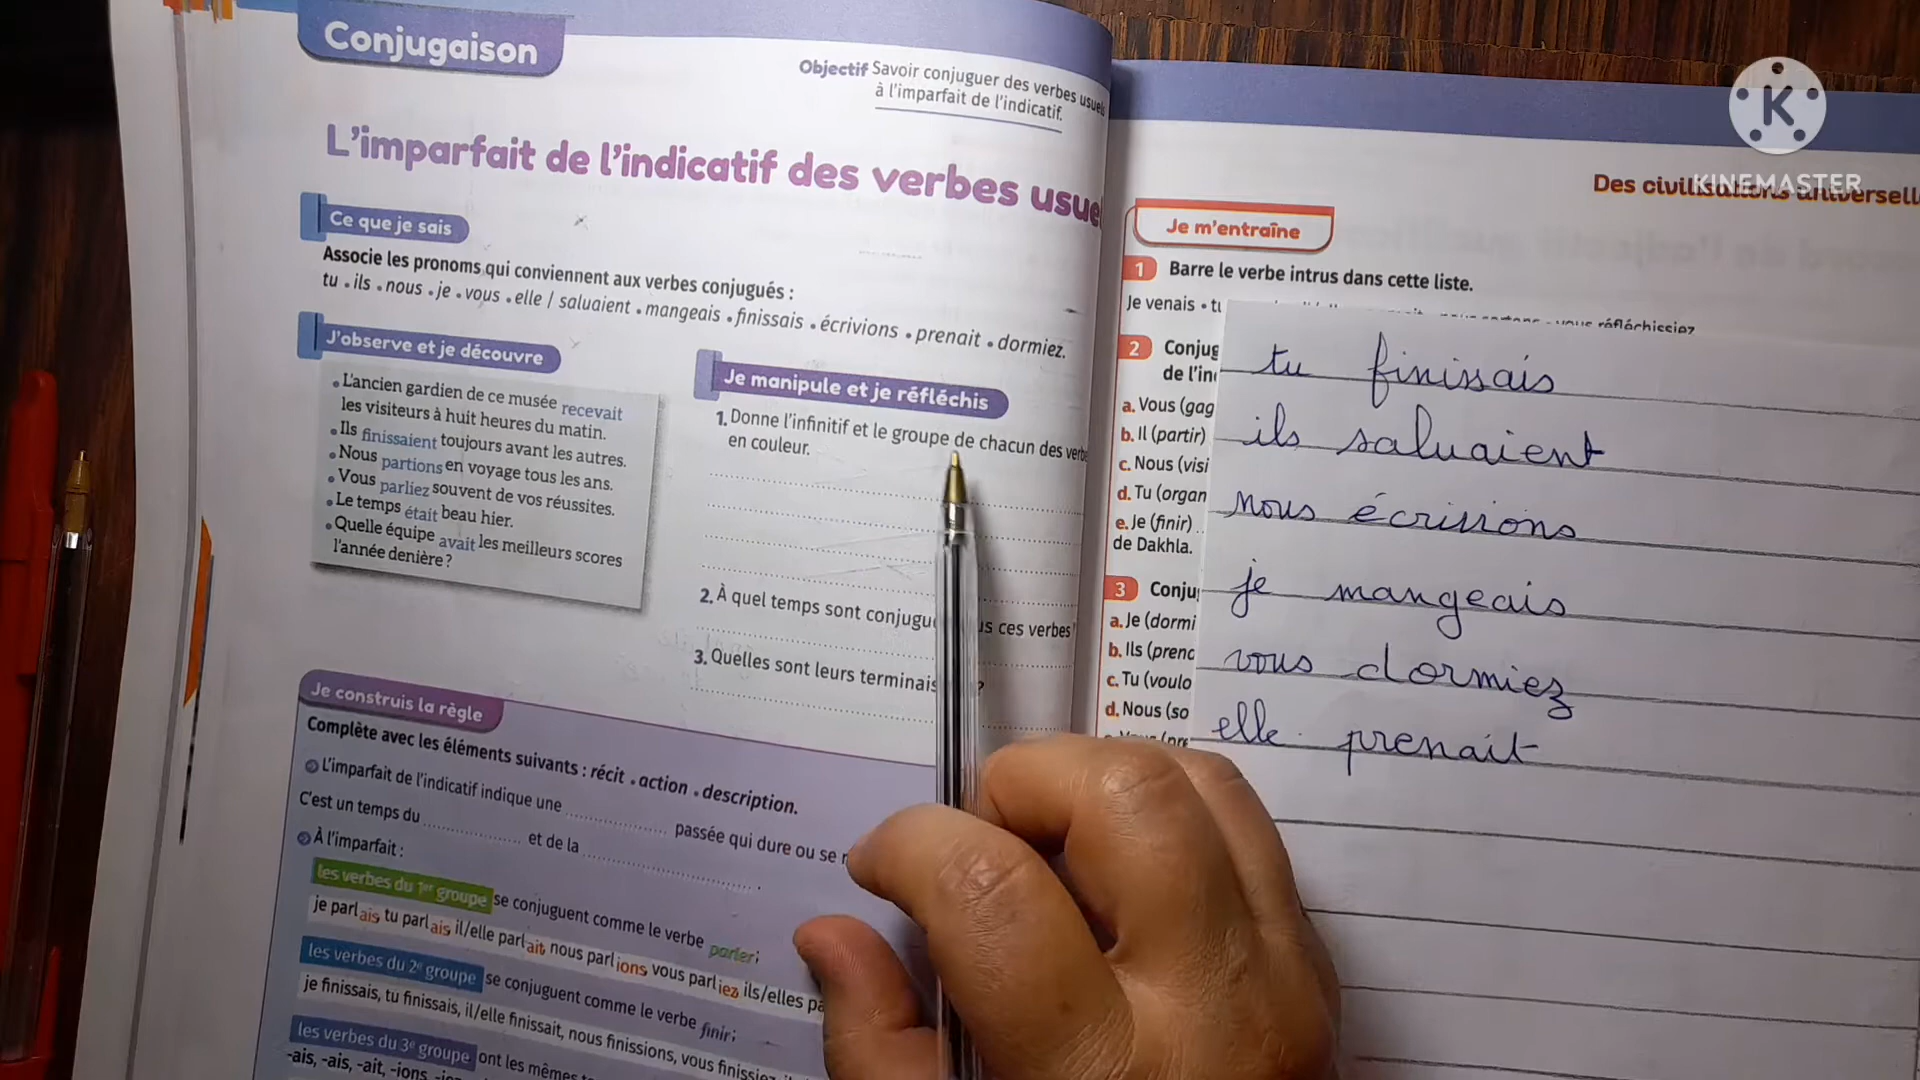 Conjugaison
Objectif Savoir conjuguer des verbes usuels
à l'imparfait de l'indicatif.
L'imparfait de l'indicatif des verbes usue
Ce que je sais
Associe les pronoms qui conviennent aux verbes conjugués :
tu • ils • nous • je • vous • elle / saluaient • mangeais • finissais • écrivions • prenait • dormiez.
J'observe et je découvre
• L'ancien gardien de ce musée recevait
les visiteurs à huit heures du matin.
• Ils finissaient toujours avant les autres.
• Nous partions en voyage tous les ans.
• Vous parliez souvent de vos réussites.
• Le temps était beau hier.
• Quelle équipe avait les meilleurs scores
l'année denière ?
Je manipule et je réfléchis
1. Donne l'infinitif et le groupe de chacun des verbe
en couleur.
2. À quel temps sont conjugu us ces verbes
3. Quelles sont leurs terminais ?
Je construis la règle
Complète avec les éléments suivants : récit • action • description.
L'imparfait de l'indicatif indique une ............ passée qui dure ou se r
C'est un temps du ............ et de la ............ .
À l'imparfait :
les verbes du 1er groupe se conjuguent comme le verbe parler ;
je parlais tu parlais il/elle parlait nous parlions vous parliez ils/elles pa
les verbes du 2e groupe se conjuguent comme le verbe finir ;
je finissais, tu finissais, il/elle finissait, nous finissions, vous finissiez,
les verbes du 3e groupe ont les mêmes
-ais, -ais, -ait, -ions,
KINEMASTER
Des civilisations universell
Je m'entraîne
1 Barre le verbe intrus dans cette liste.
Je venais • tu vous réfléchissiez
2 Conjug
de l'in
a. Vous (gag
b. Il (partir)
c. Nous (visi
d. Tu (organ
e. Je (finir)
de Dakhla.
3 Conju
a. Je (dormi
b. Ils (prenc
c. Tu (voulo
d. Nous (so
tu finissais
ils saluaient
nous écrivions
je mangeais
vous dormiez
elle prenait